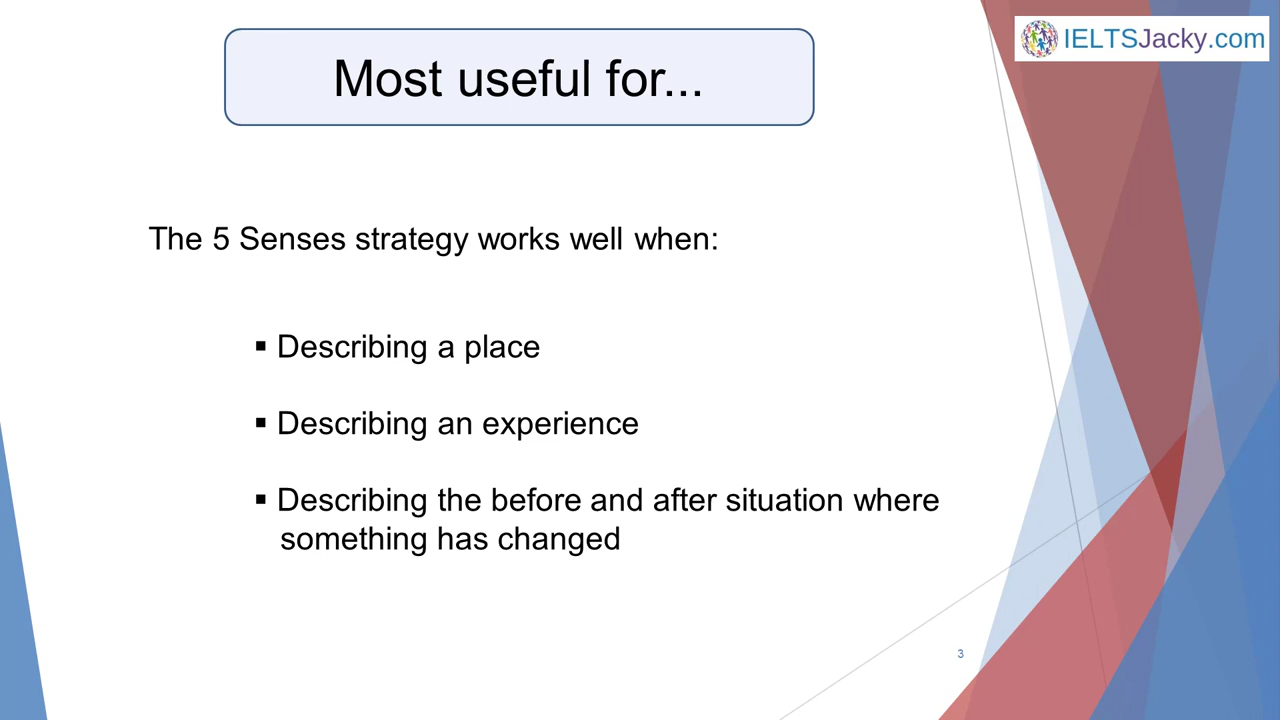 IELTSJacky.com
Most useful for...
The 5 Senses strategy works well when:
▪ Describing a place
▪ Describing an experience
▪ Describing the before and after situation where
something has changed
3